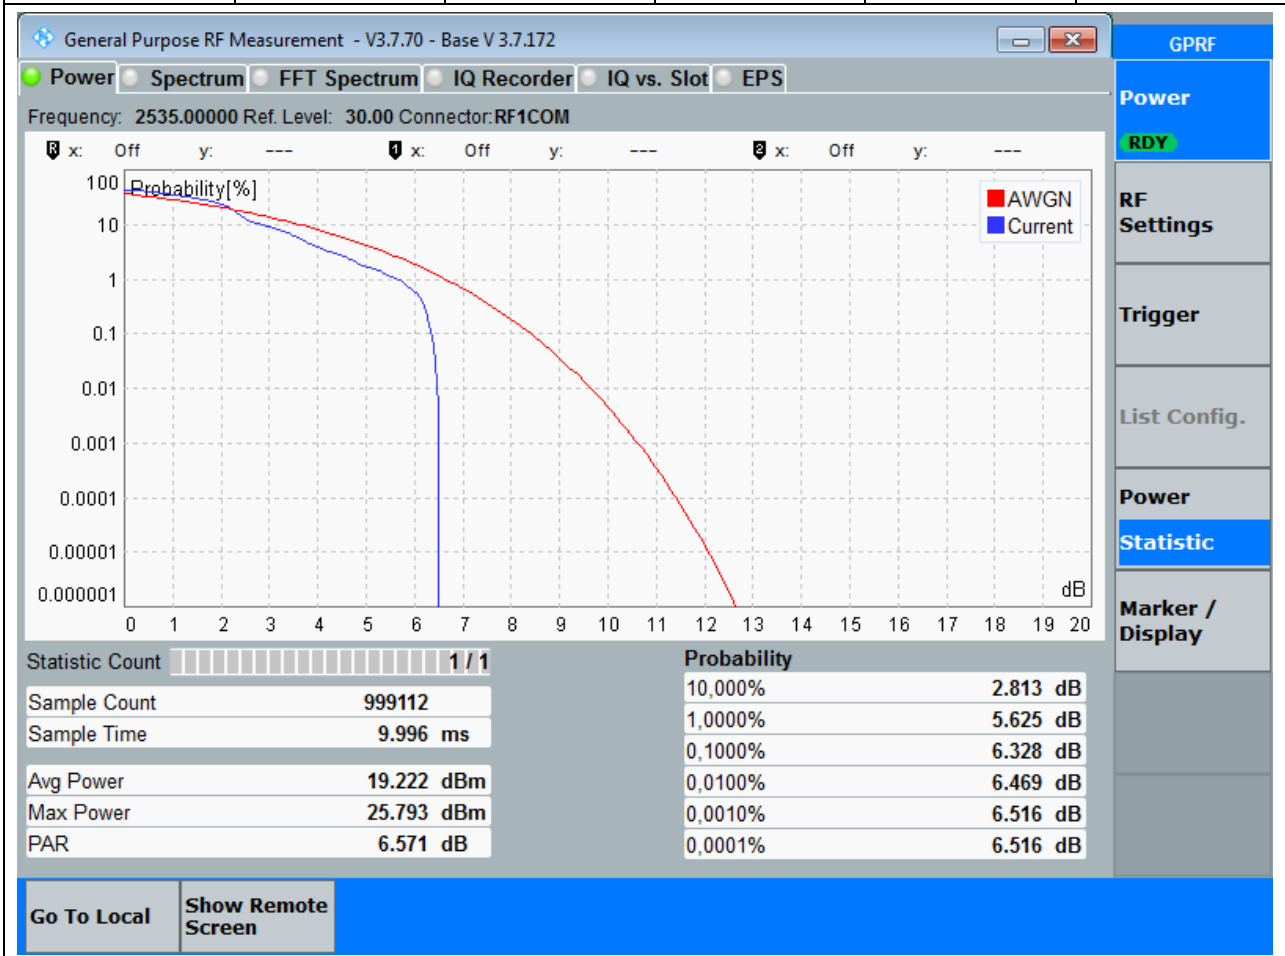 General Purpose RF Measurement - V3.7.70 - Base V 3.7.172
GPRF
Power Spectrum FFT Spectrum IQ Recorder IQ vs. Slot EPS
Frequency: 2535.00000 Ref. Level: 30.00 Connector: RF1COM
R x: Off y: --- 1 x: Off y: --- 2 x: Off y: ---
Probability[%]
100
10
1
0.1
0.01
0.001
0.0001
0.00001
0.000001
AWGN
Current
dB
0 1 2 3 4 5 6 7 8 9 10 11 12 13 14 15 16 17 18 19 20
Statistic Count 1 / 1
Sample Count 999112
Sample Time 9.996 ms
Avg Power 19.222 dBm
Max Power 25.793 dBm
PAR 6.571 dB
Probability
10,000% 2.813 dB
1,0000% 5.625 dB
0,1000% 6.328 dB
0,0100% 6.469 dB
0,0010% 6.516 dB
0,0001% 6.516 dB
Power
RDY
RF
Settings
Trigger
List Config.
Power
Statistic
Marker /
Display
Go To Local
Show Remote
Screen